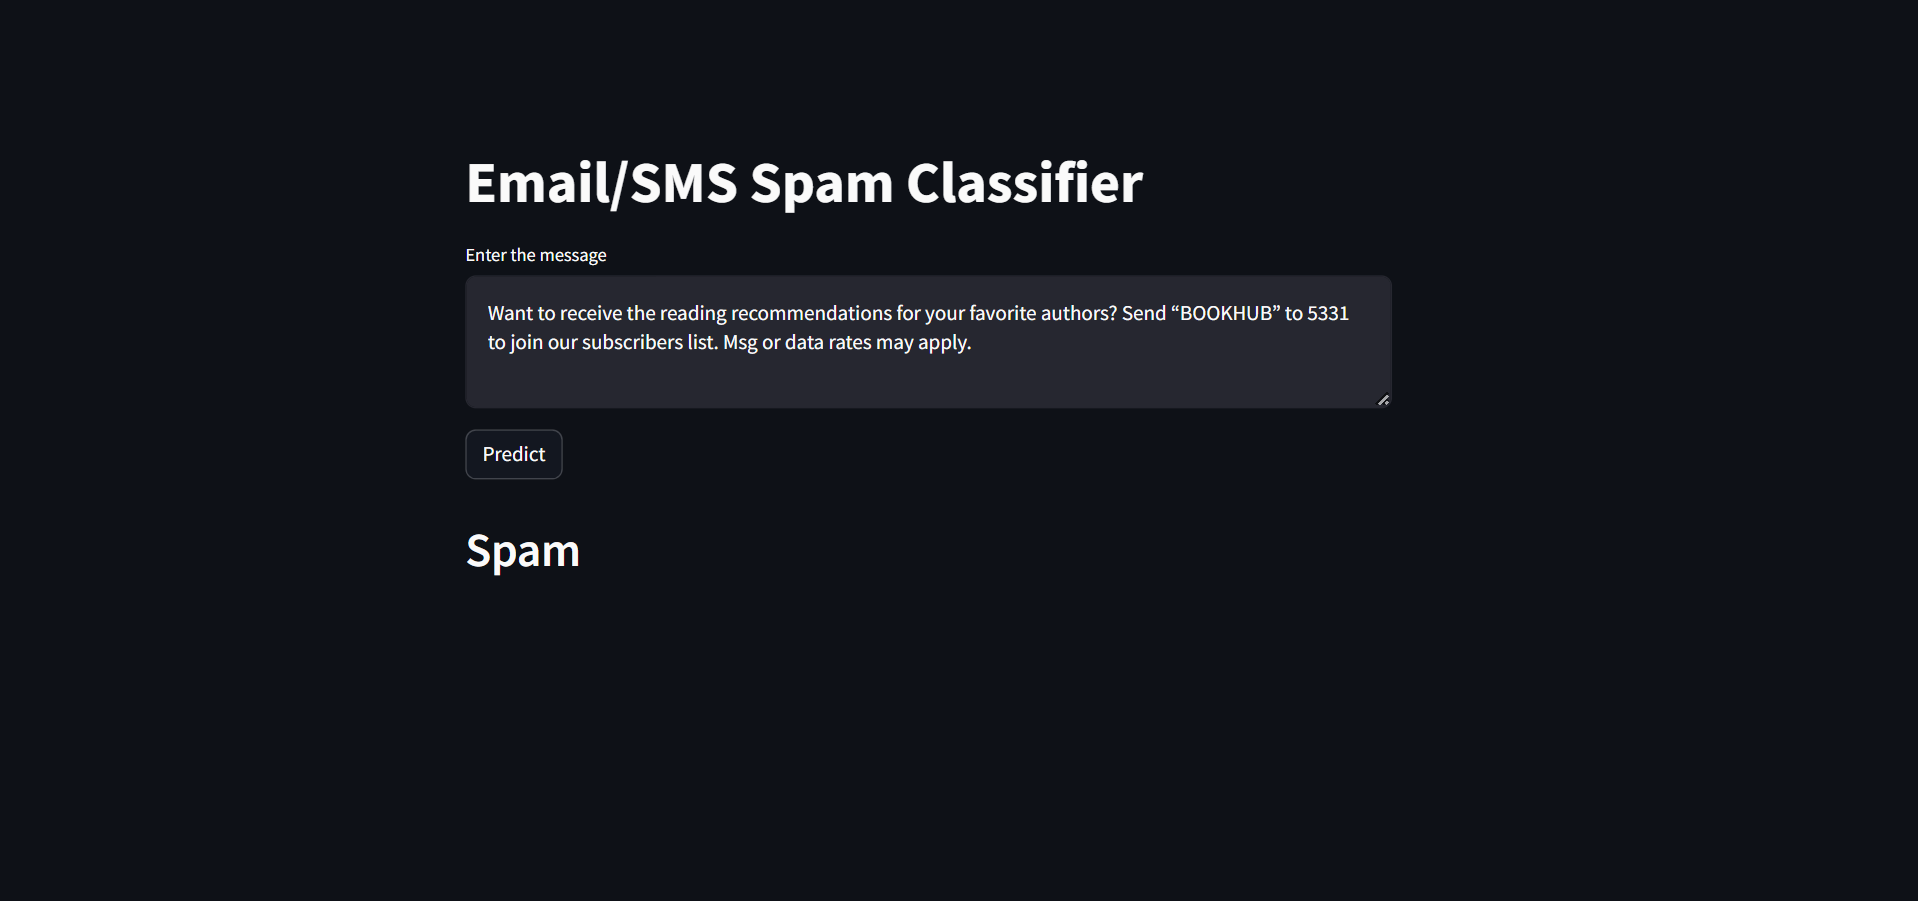 Email/SMS Spam Classifier
Enter the message
Want to receive the reading recommendations for your favorite authors? Send “BOOKHUB” to 5331
to join our subscribers list. Msg or data rates may apply.
Predict
Spam